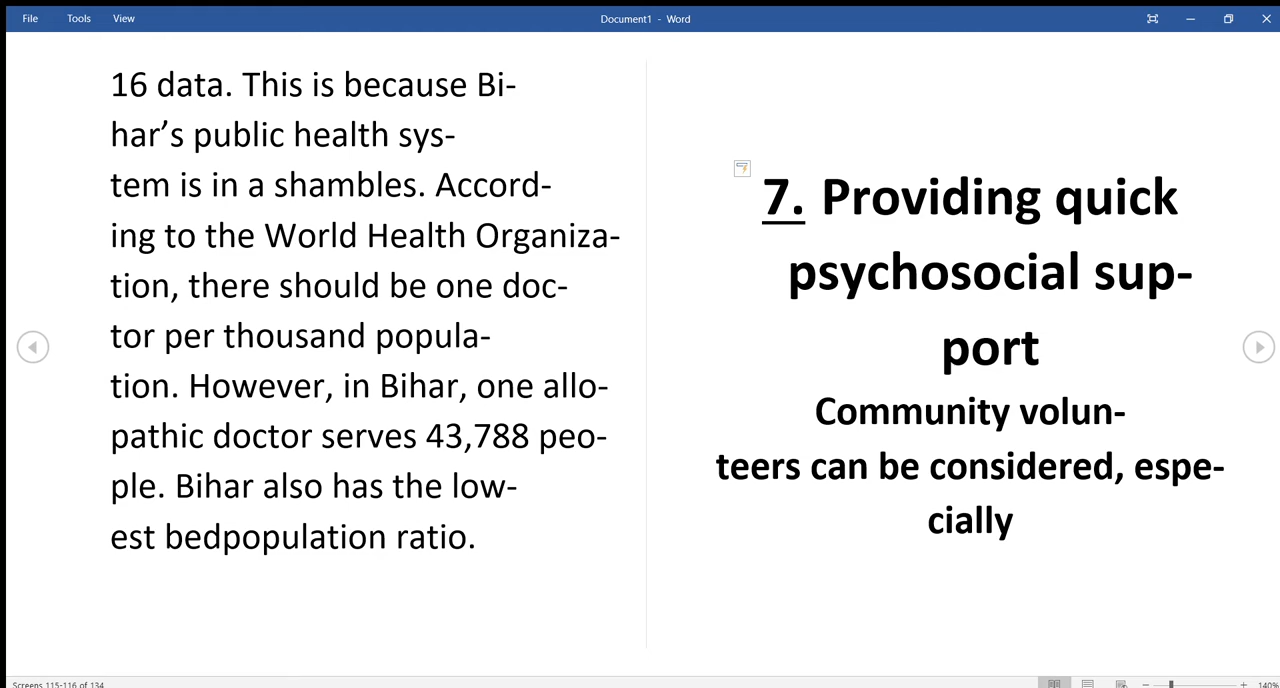 File Tools View Document1 - Word
16 data. This is because Bi-
har’s public health sys-
tem is in a shambles. Accord-
ing to the World Health Organiza-
tion, there should be one doc-
tor per thousand popula-
tion. However, in Bihar, one allo-
pathic doctor serves 43,788 peo-
ple. Bihar also has the low-
est bedpopulation ratio.
7. Providing quick
psychosocial sup-
port
Community volun-
teers can be considered, espe-
cially
Screens 115-116 of 134
140%